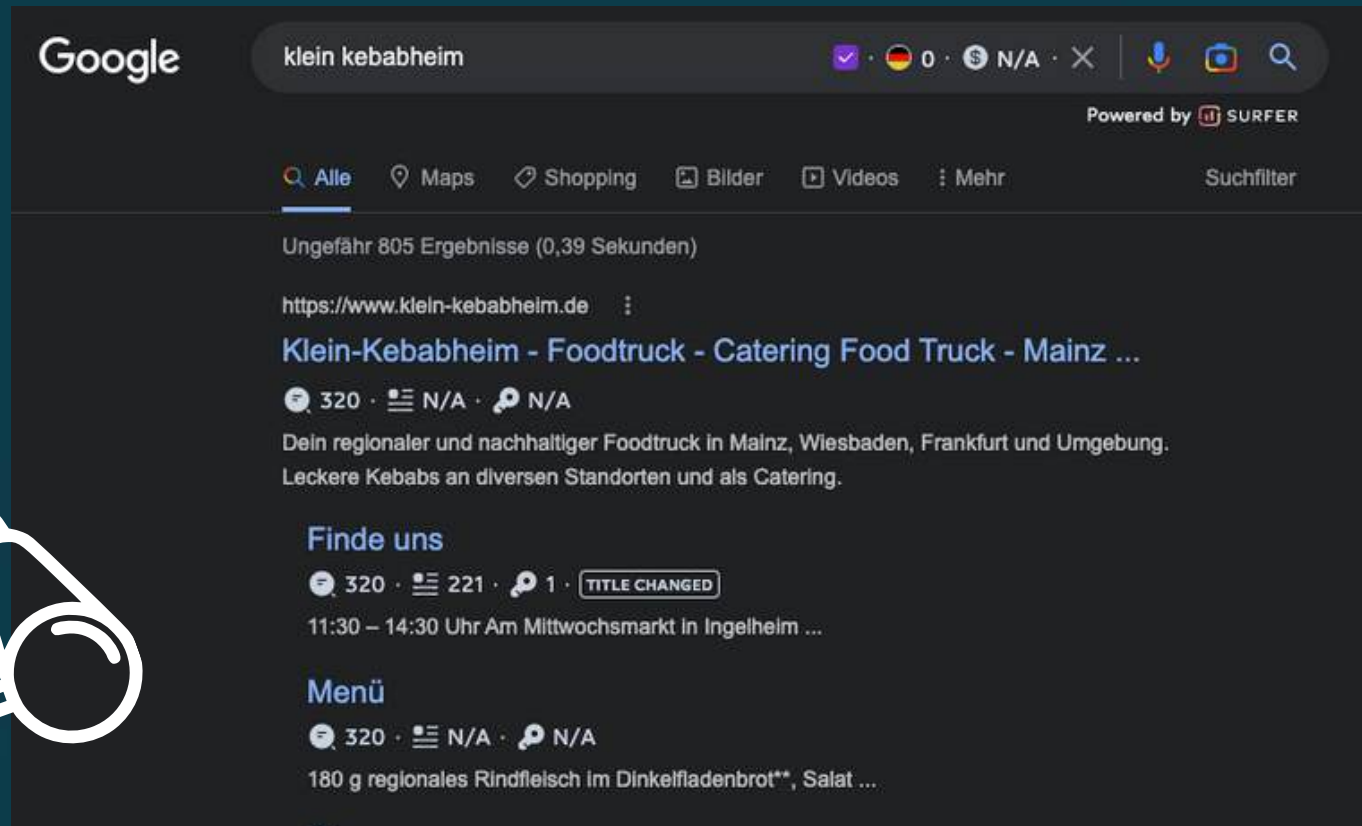 Google
klein kebabheim
0 · N/A ·
Powered by SURFER
Alle Maps Shopping Bilder Videos Mehr Suchfilter
Ungefähr 805 Ergebnisse (0,39 Sekunden)
https://www.klein-kebabheim.de
Klein-Kebabheim - Foodtruck - Catering Food Truck - Mainz ...
320 · N/A · N/A
Dein regionaler und nachhaltiger Foodtruck in Mainz, Wiesbaden, Frankfurt und Umgebung.
Leckere Kebabs an diversen Standorten und als Catering.
Finde uns
320 · 221 · 1 · TITLE CHANGED
11:30 – 14:30 Uhr Am Mittwochsmarkt in Ingelheim ...
Menü
320 · N/A · N/A
180 g regionales Rindfleisch im Dinkelfladenbrot**, Salat ...